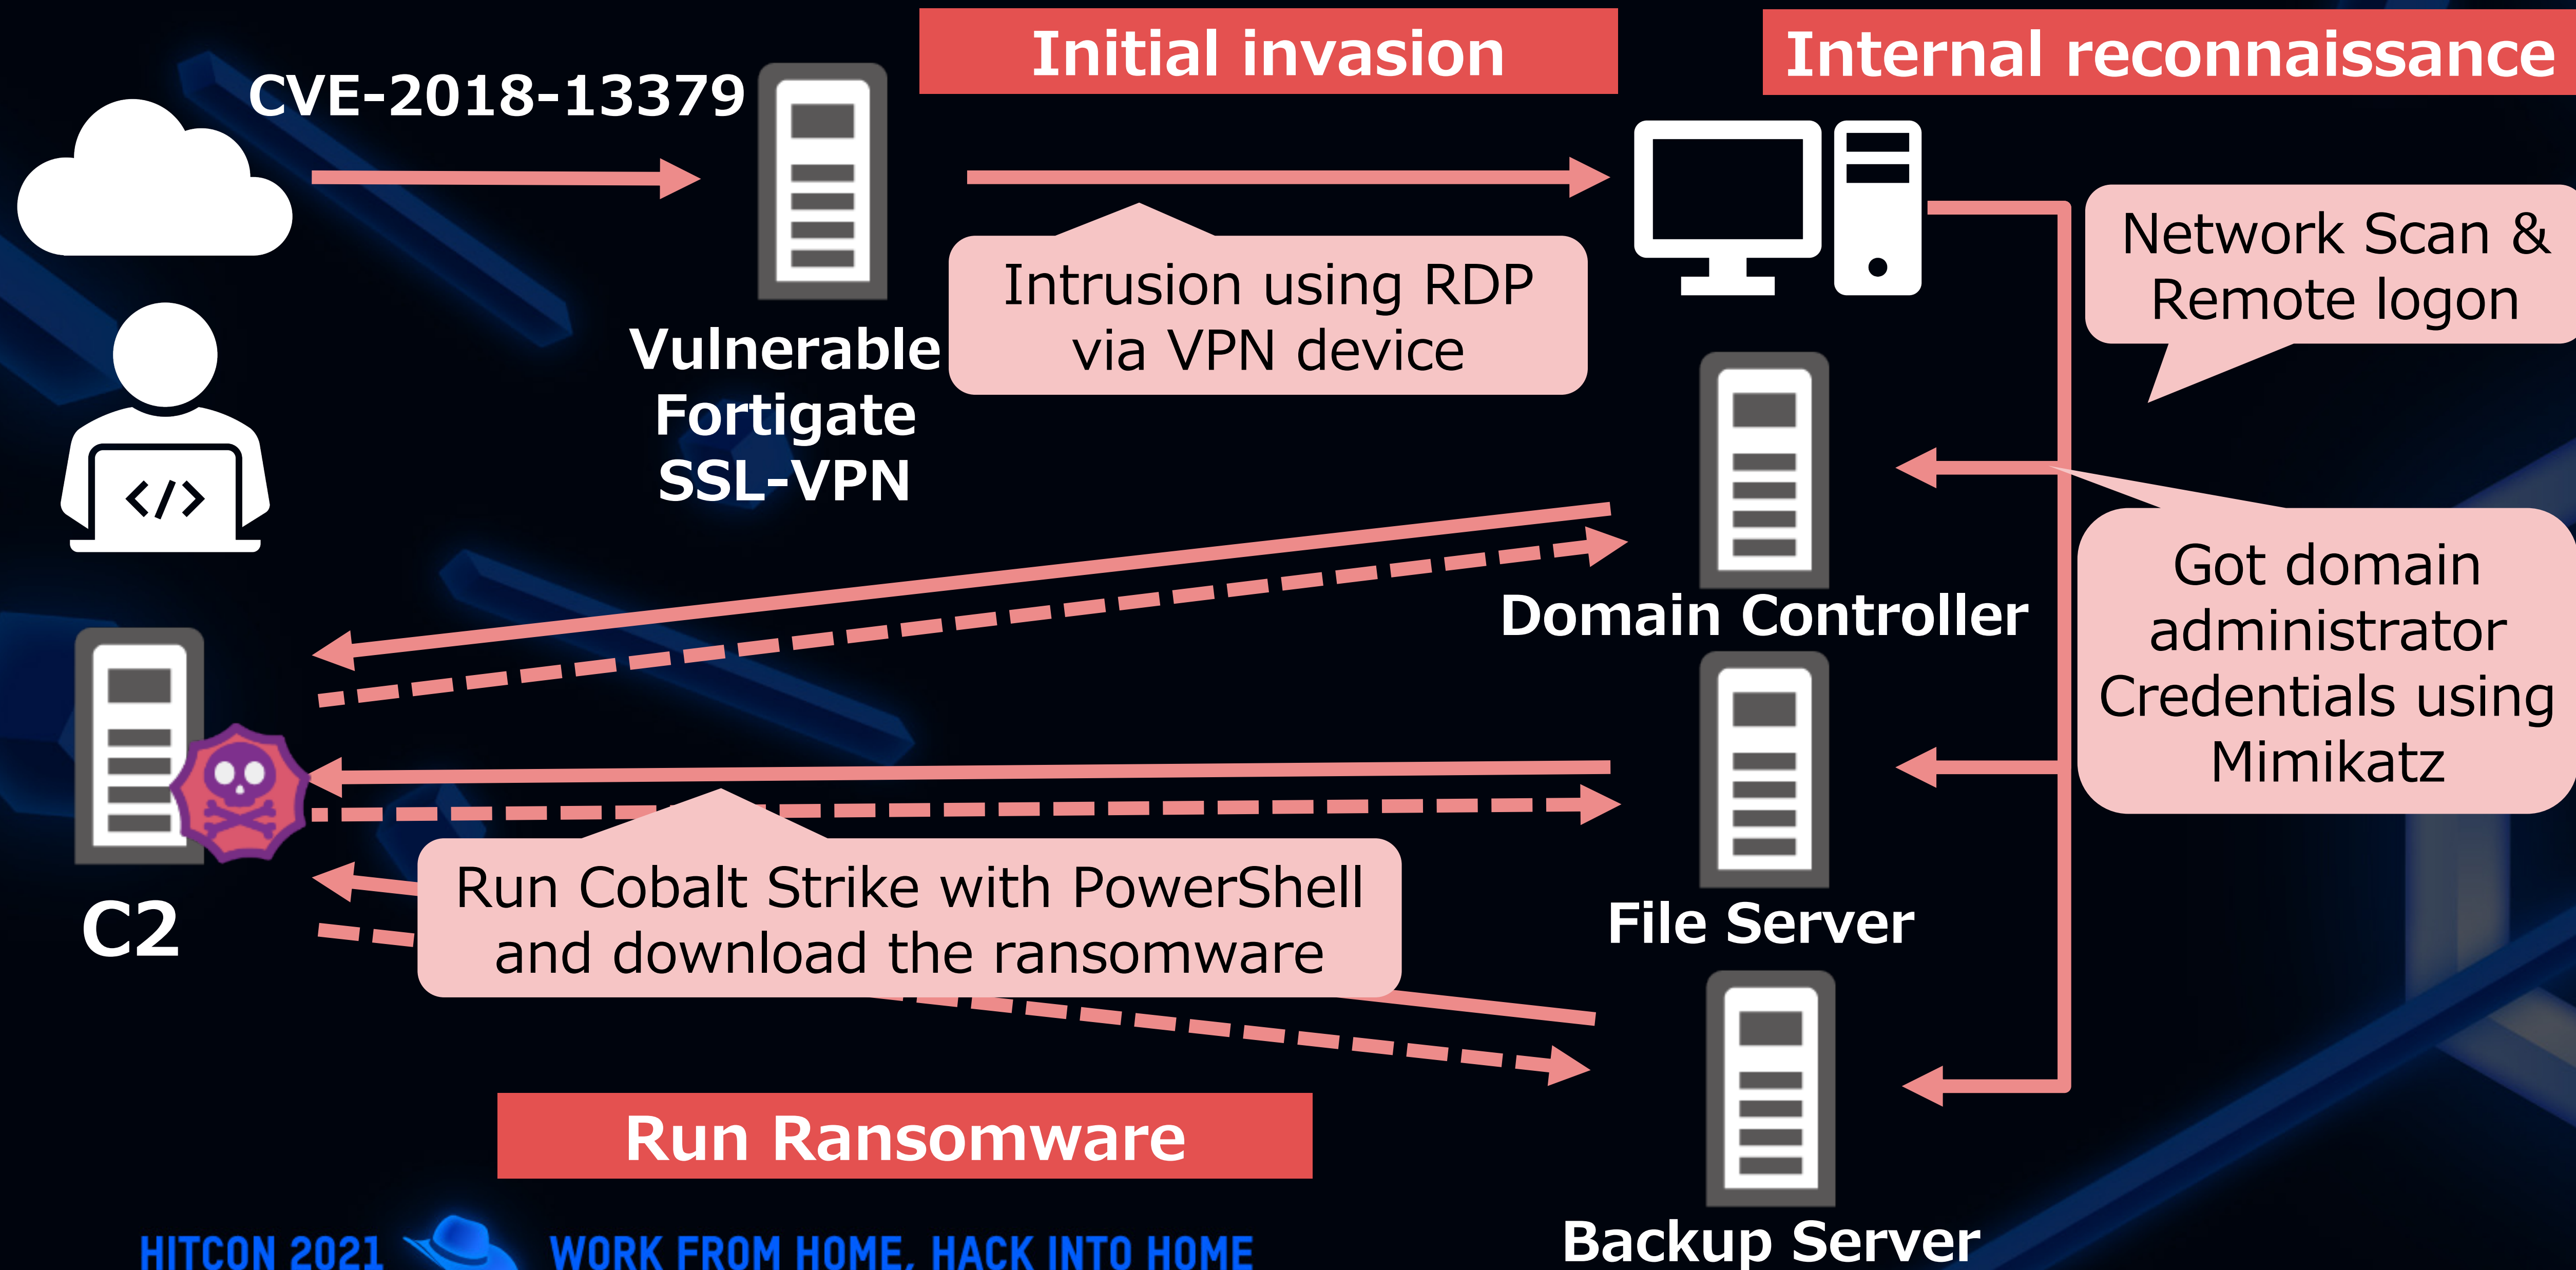 Initial invasion
Internal reconnaissance
CVE-2018-13379
Vulnerable
Fortigate
SSL-VPN
Intrusion using RDP
via VPN device
Network Scan &
Remote logon
</>
Domain Controller
Got domain
administrator
Credentials using
Mimikatz
C2
Run Cobalt Strike with PowerShell
and download the ransomware
File Server
Run Ransomware
Backup Server
HITCON 2021
WORK FROM HOME, HACK INTO HOME